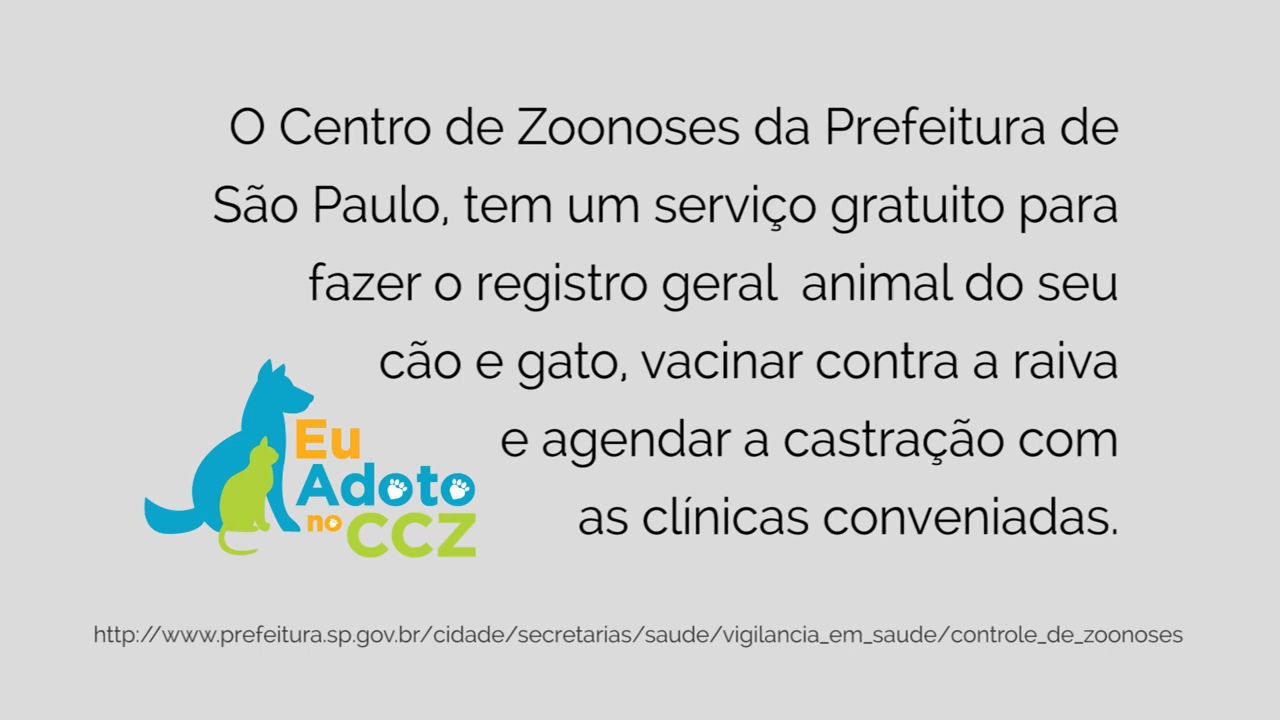 O Centro de Zoonoses da Prefeitura de
São Paulo, tem um serviço gratuito para
fazer o registro geral  animal do seu
cão e gato, vacinar contra a raiva
e agendar a castração com
as clínicas conveniadas.
Eu
Adoto
no CCZ
http://www.prefeitura.sp.gov.br/cidade/secretarias/saude/vigilancia_em_saude/controle_de_zoonoses